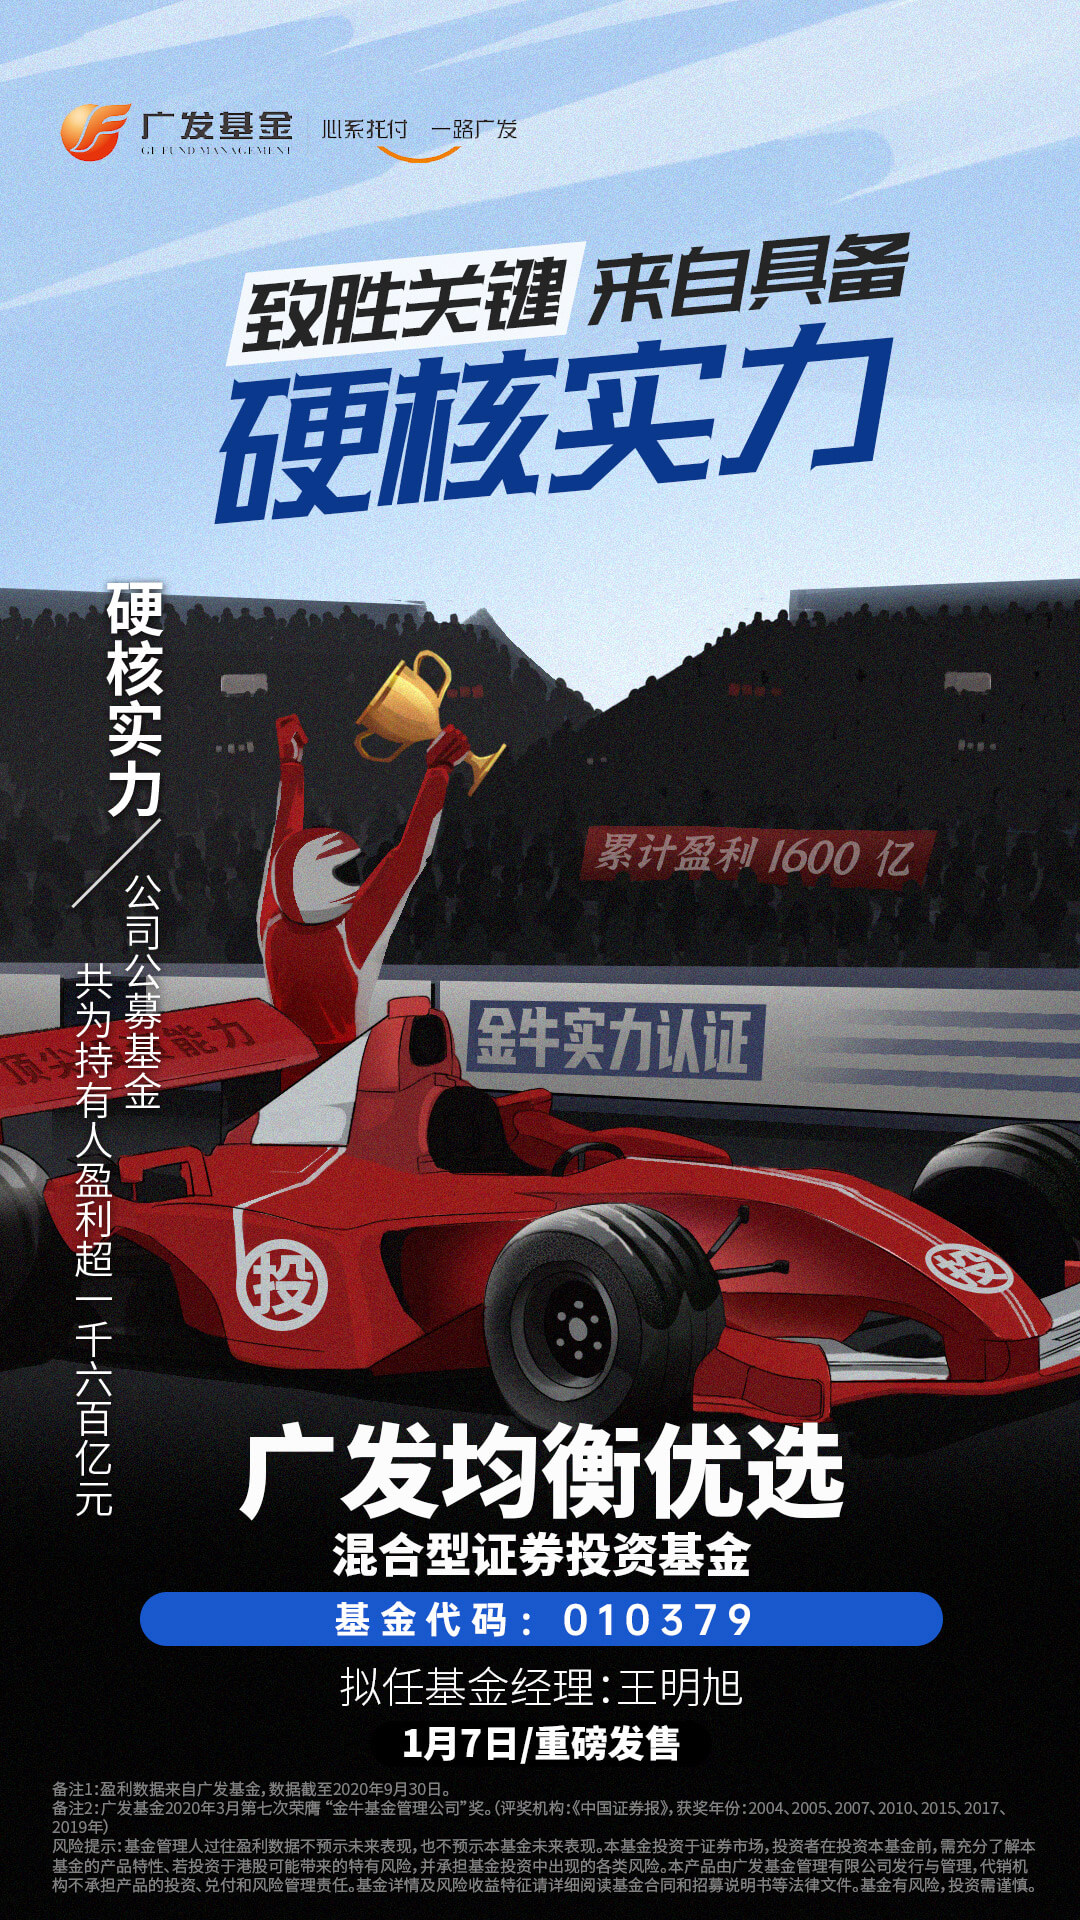 广发基金
GF FUND MANAGEMENT
心系托付 一路广发
致胜关键 来自具备
硬核实力
硬核实力
公司公募基金
共为持有人盈利超一千六百亿元
累计盈利 1600 亿
金牛实力认证
顶尖 能力
投
投
广发均衡优选
混合型证券投资基金
基金代码: 010379
拟任基金经理:王明旭
1月7日/重磅发售
备注1:盈利数据来自广发基金,数据截至2020年9月30日。
备注2:广发基金2020年3月第七次荣膺“金牛基金管理公司”奖。(评奖机构:《中国证券报》,获奖年份:2004、2005、2007、2010、2015、2017、
2019年)
风险提示:基金管理人过往盈利数据不预示未来表现,也不预示本基金未来表现。本基金投资于证券市场,投资者在投资本基金前,需充分了解本
基金的产品特性、若投资于港股可能带来的特有风险,并承担基金投资中出现的各类风险。本产品由广发基金管理有限公司发行与管理,代销机
构不承担产品的投资、兑付和风险管理责任。基金详情及风险收益特征请详细阅读基金合同和招募说明书等法律文件。基金有风险,投资需谨慎。